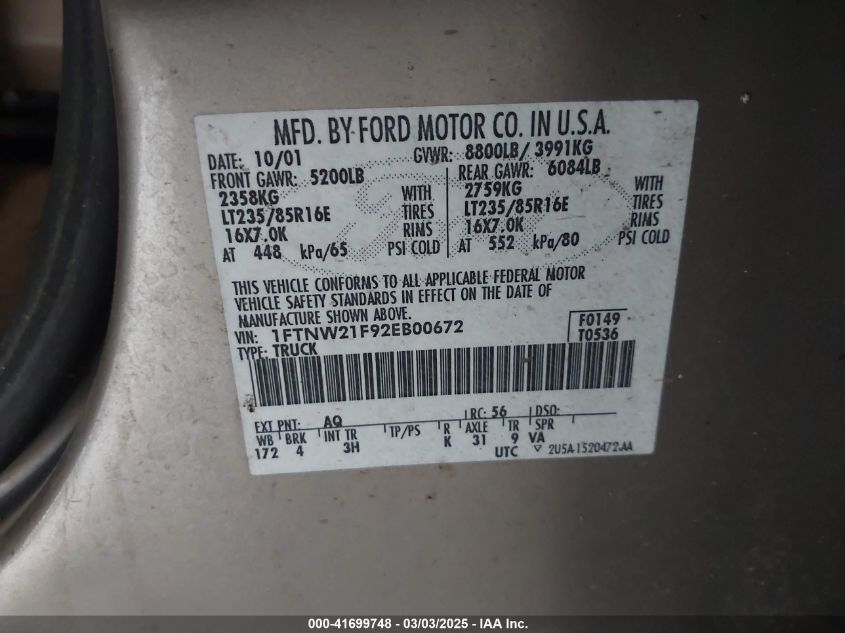 MFD. BY FORD MOTOR CO. IN U.S.A.
DATE: 10/01 GVWR: 8800LB/ 3991KG
FRONT GAWR: 5200LB REAR GAWR: 6084LB
2358KG WITH 2759KG WITH
LT235/85R16E TIRES LT235/85R16E TIRES
16X7.0K RIMS 16X7.0K RIMS
AT 448 kPa/65 PSI COLD AT 552 kPa/80 PSI COLD
THIS VEHICLE CONFORMS TO ALL APPLICABLE FEDERAL MOTOR
VEHICLE SAFETY STANDARDS IN EFFECT ON THE DATE OF
MANUFACTURE SHOWN ABOVE.
VIN: 1FTNW21F92EB00672 F0149
TYPE: TRUCK T0536
EXT PNT: AQ RC: 56 DSO:
WB BRK INT TR TP/PS R AXLE TR SPR
172 4 3H K 31 9 VA
UTC ▽ 2U5A-1520472-AA
000-41699748 - 03/03/2025 - IAA Inc.